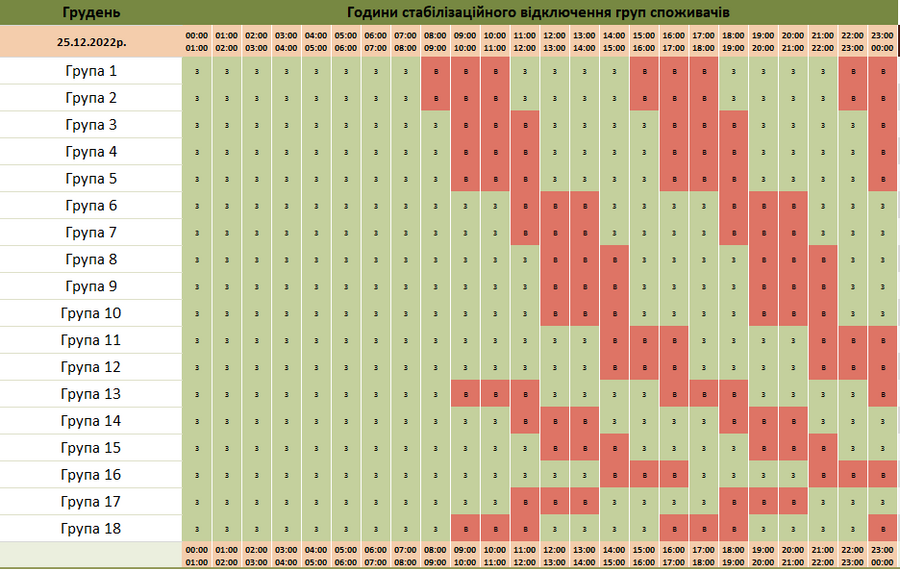 Грудень Години стабілізаційного відключення груп споживачів
25.12.2022р.
00:00 01:00 02:00 03:00 04:00 05:00 06:00 07:00 08:00 09:00 10:00 11:00 12:00 13:00 14:00 15:00 16:00 17:00 18:00 19:00 20:00 21:00 22:00 23:00
01:00 02:00 03:00 04:00 05:00 06:00 07:00 08:00 09:00 10:00 11:00 12:00 13:00 14:00 15:00 16:00 17:00 18:00 19:00 20:00 21:00 22:00 23:00 00:00
Група 1 З З З З З З З З В В В З З З З В В В З З З З В В
Група 2 З З З З З З З З В В В З З З З В В В З З З З В В
Група 3 З З З З З З З З З В В В З З З З В В В З З З З В
Група 4 З З З З З З З З З В В В З З З З В В В З З З З В
Група 5 З З З З З З З З З В В В З З З З В В В З З З З В
Група 6 З З З З З З З З З З З В В В З З З З В В В З З З
Група 7 З З З З З З З З З З З В В В З З З З В В В З З З
Група 8 З З З З З З З З З З З З В В В З З З З В В В З З
Група 9 З З З З З З З З З З З З В В В З З З З В В В З З
Група 10 З З З З З З З З З З З З В В В З З З З В В В З З
Група 11 З З З З З З З З З З З З З З В В В З З З З В В В
Група 12 З З З З З З З З З З З З З З В В В З З З З В В В
Група 13 З З З З З З З З З В В В З З З З В В В З З З З В
Група 14 З З З З З З З З З З З В В В З З З З В В В З З З
Група 15 З З З З З З З З З З З З В В В З З З З В В В З З
Група 16 З З З З З З З З З З З З З З В В В З З З З В В В
Група 17 З З З З З З З З З З З В В В З З З З В В В З З З
Група 18 З З З З З З З З З В В В З З З З В В В З З З З В
00:00 01:00 02:00 03:00 04:00 05:00 06:00 07:00 08:00 09:00 10:00 11:00 12:00 13:00 14:00 15:00 16:00 17:00 18:00 19:00 20:00 21:00 22:00 23:00
01:00 02:00 03:00 04:00 05:00 06:00 07:00 08:00 09:00 10:00 11:00 12:00 13:00 14:00 15:00 16:00 17:00 18:00 19:00 20:00 21:00 22:00 23:00 00:00